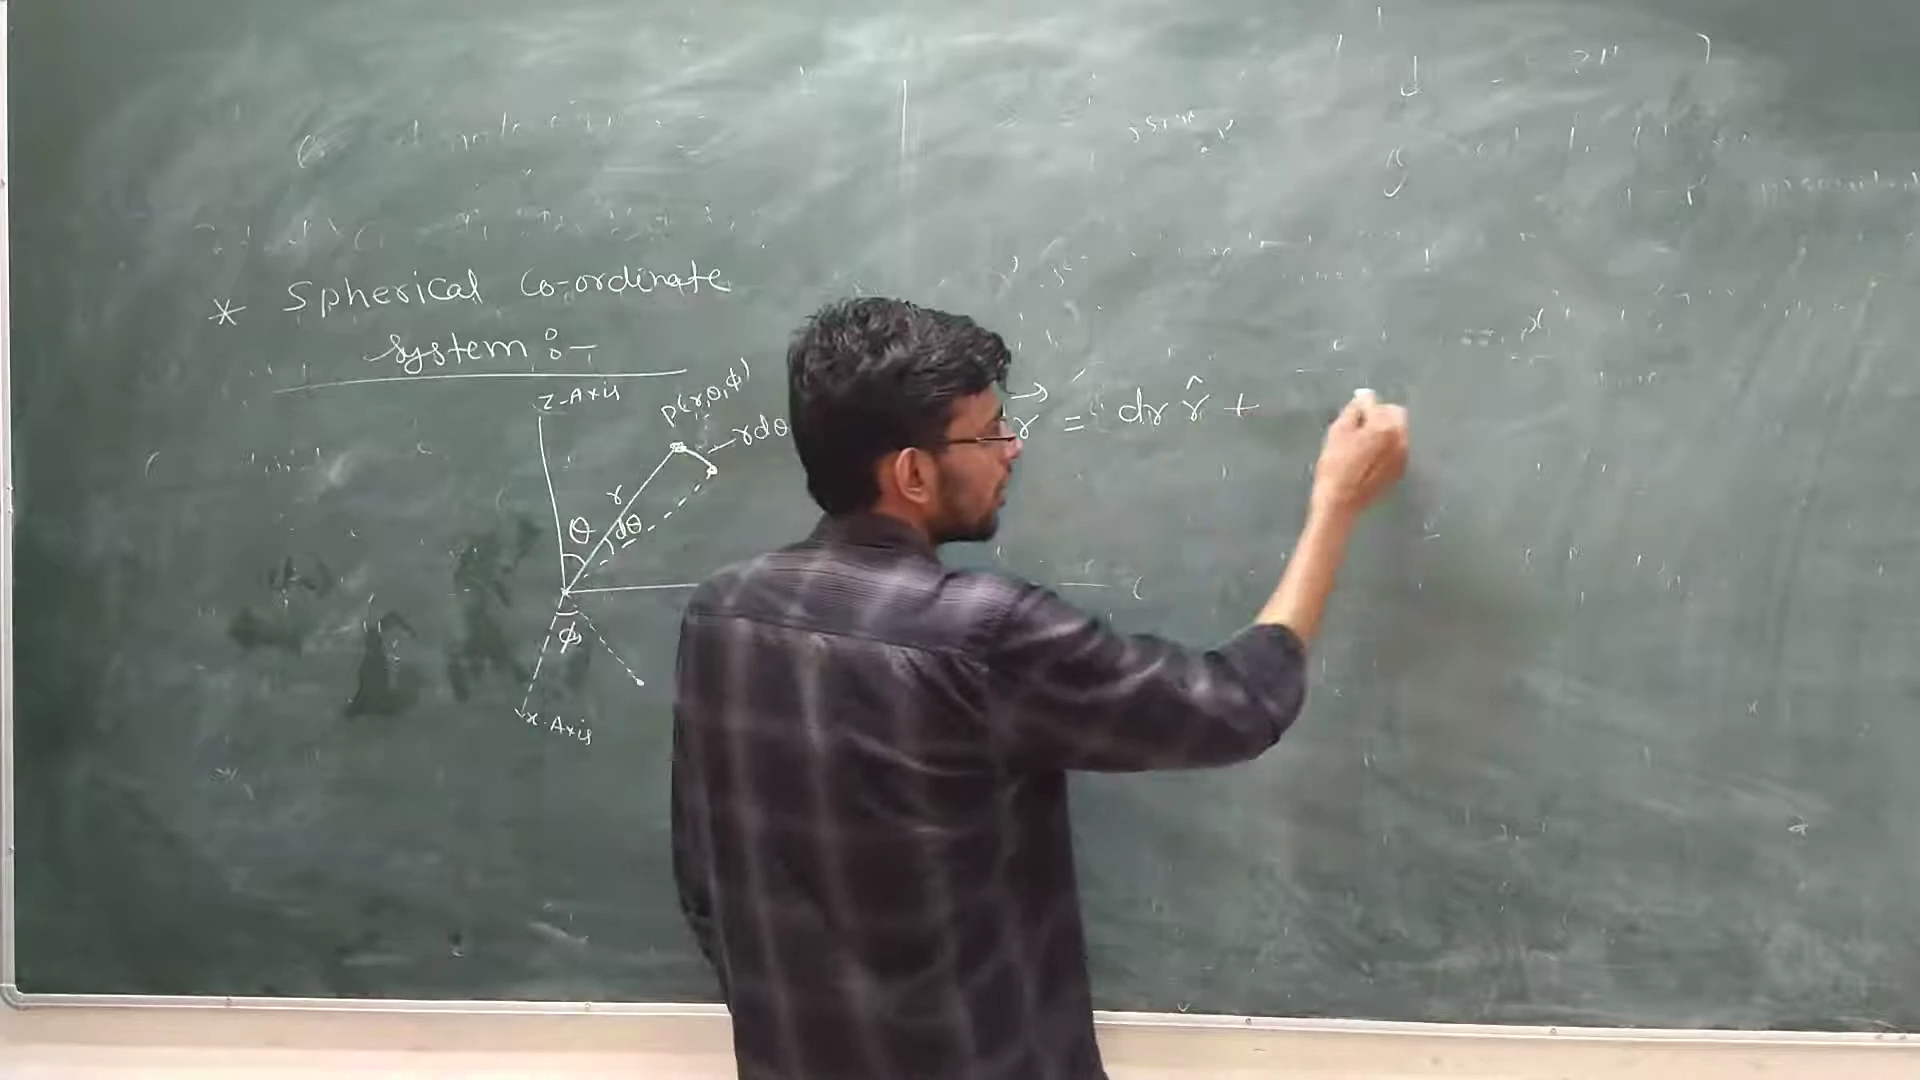 * Spherical Co-ordinate
System :-
Z-Axis
P(r,θ,φ)
rdθ
r
θ
dθ
φ
x-Axis
r⃗ = dr r̂ +